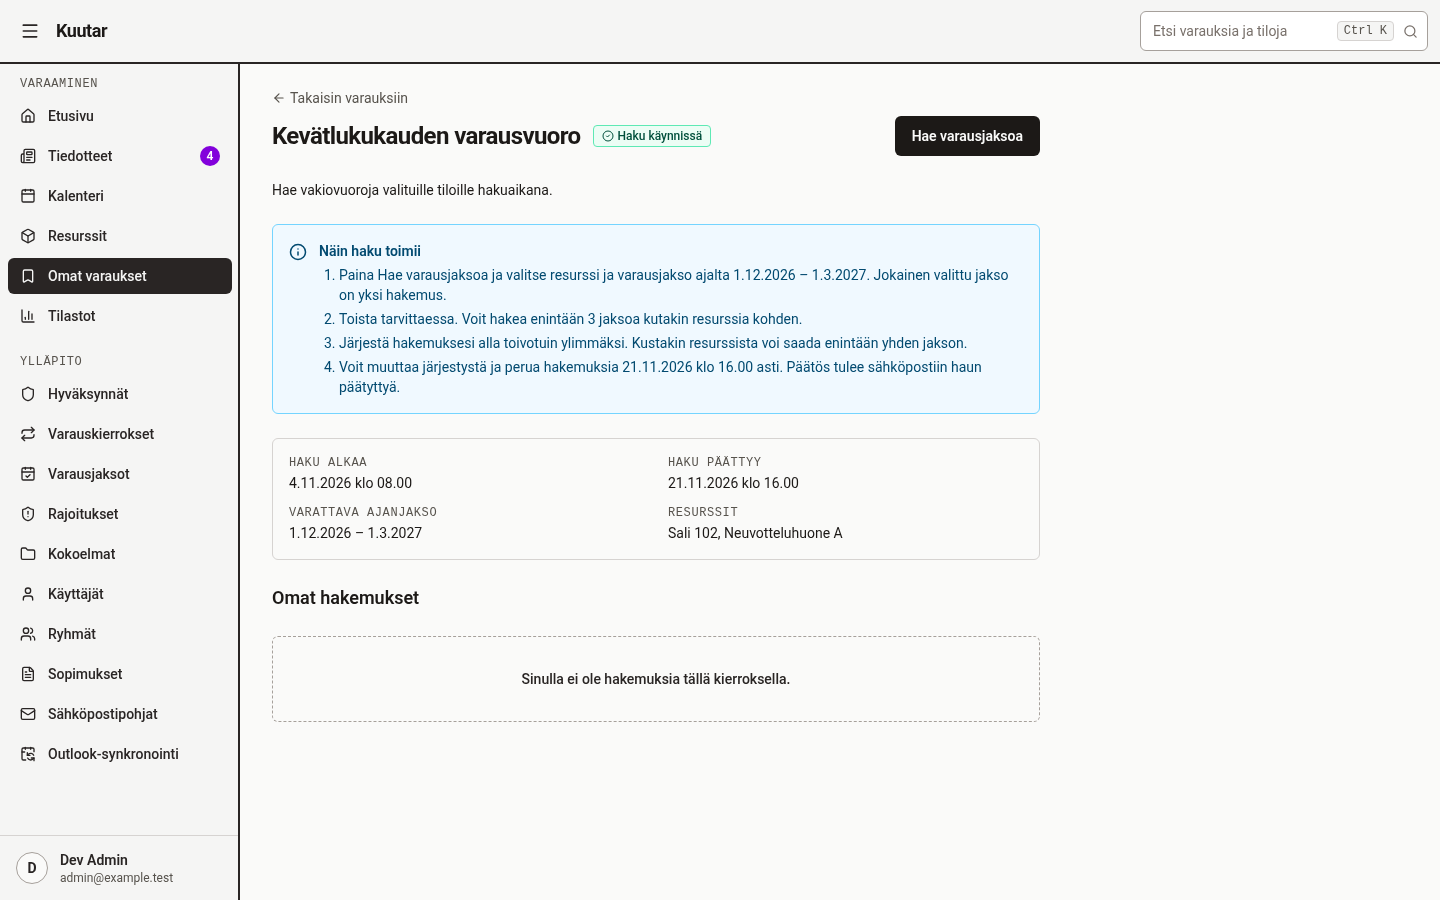 Kuutar
Etsi varauksia ja tiloja
Ctrl K
VARAAMINEN
Etusivu
Tiedotteet
4
Kalenteri
Resurssit
Omat varaukset
Tilastot
YLLÄPITO
Hyväksynnät
Varauskierrokset
Varausjaksot
Rajoitukset
Kokoelmat
Käyttäjät
Ryhmät
Sopimukset
Sähköpostipohjat
Outlook-synkronointi
D
Dev Admin
admin@example.test
Takaisin varauksiin
Kevätlukukauden varausvuoro
Haku käynnissä
Hae varausjaksoa
Hae vakiovuoroja valituille tiloille hakuaikana.
Näin haku toimii
1. Paina Hae varausjaksoa ja valitse resurssi ja varausjakso ajalta 1.12.2026 – 1.3.2027. Jokainen valittu jakso
on yksi hakemus.
2. Toista tarvittaessa. Voit hakea enintään 3 jaksoa kutakin resurssia kohden.
3. Järjestä hakemuksesi alla toivotuin ylimmäksi. Kustakin resurssista voi saada enintään yhden jakson.
4. Voit muuttaa järjestystä ja perua hakemuksia 21.11.2026 klo 16.00 asti. Päätös tulee sähköpostiin haun
päätyttyä.
HAKU ALKAA
4.11.2026 klo 08.00
HAKU PÄÄTTYY
21.11.2026 klo 16.00
VARATTAVA AJANJAKSO
1.12.2026 – 1.3.2027
RESURSSIT
Sali 102, Neuvotteluhuone A
Omat hakemukset
Sinulla ei ole hakemuksia tällä kierroksella.